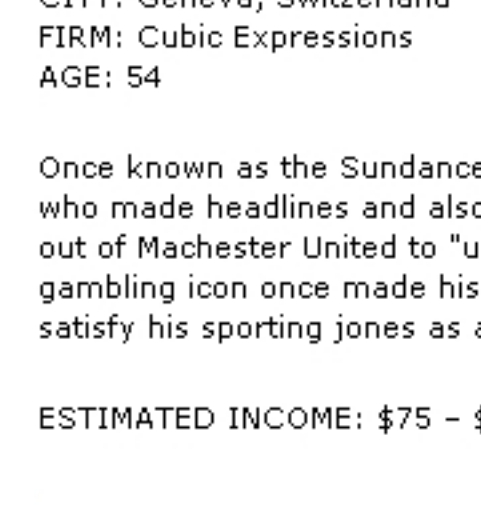 CITY: Geneva, Switzerland
FIRM: Cubic Expressions
AGE: 54
Once known as the Sundance
who made headlines and also
out of Machester United to "u
gambling icon once made his
satisfy his sporting jones as a
ESTIMATED INCOME: $75 – $